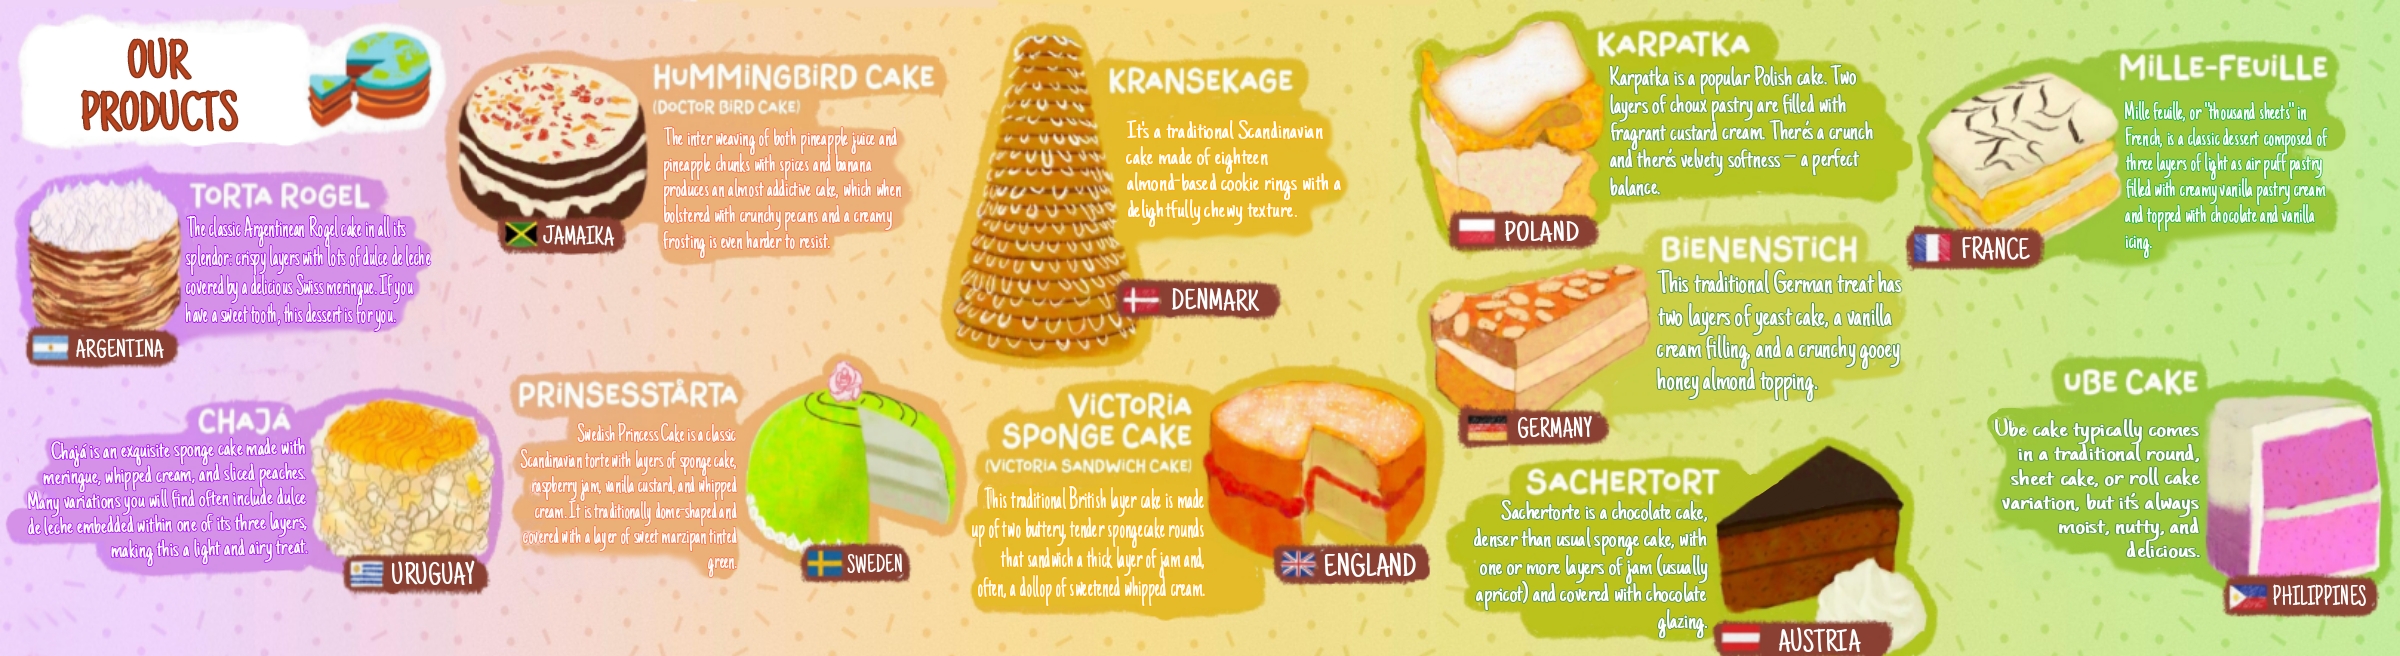 OUR
PRODUCTS
TORTA ROGEL
The classic Argentinean Rogel cake in all its
splendor: crispy layers with lots of dulce de leche
covered by a delicious Swiss meringue. If you
have a sweet tooth, this dessert is for you.
ARGENTINA
CHAJÁ
Chajá is an exquisite sponge cake made with
meringue, whipped cream, and sliced peaches.
Many variations you will find often include dulce
de leche embedded within one of its three layers,
making this a light and airy treat.
URUGUAY
HUMMINGBIRD CAKE
(DOCTOR BIRD CAKE)
The inter weaving of both pineapple juice and
pineapple chunks with spices and banana
produces an almost addictive cake, which when
bolstered with crunchy pecans and a creamy
frosting is even harder to resist.
JAMAIKA
PRINSESSTÅRTA
Swedish Princess Cake is a classic
Scandinavian torte with layers of sponge cake,
raspberry jam, vanilla custard, and whipped
cream. It is traditionally dome-shaped and
covered with a layer of sweet marzipan tinted
green.
SWEDEN
KRANSEKAGE
It's a traditional Scandinavian
cake made of eighteen
almond-based cookie rings with a
delightfully chewy texture.
DENMARK
VICTORIA
SPONGE CAKE
(VICTORIA SANDWICH CAKE)
This traditional British layer cake is made
up of two buttery, tender spongecake rounds
that sandwich a thick layer of jam and,
often, a dollop of sweetened whipped cream.
ENGLAND
KARPATKA
Karpatka is a popular Polish cake. Two
layers of choux pastry are filled with
fragrant custard cream. There's a crunch
and there's velvety softness – a perfect
balance.
POLAND
BIENENSTICH
This traditional German treat has
two layers of yeast cake, a vanilla
cream filling, and a crunchy gooey
honey almond topping.
GERMANY
SACHERTORT
Sachertorte is a chocolate cake,
denser than usual sponge cake, with
one or more layers of jam (usually
apricot) and covered with chocolate
glazing.
AUSTRIA
MILLE-FEUILLE
Mille feuille, or "thousand sheets" in
French, is a classic dessert composed of
three layers of light as air puff pastry
filled with creamy vanilla pastry cream
and topped with chocolate and vanilla
icing.
FRANCE
UBE CAKE
Ube cake typically comes
in a traditional round,
sheet cake, or roll cake
variation, but it's always
moist, nutty, and
delicious.
PHILIPPINES